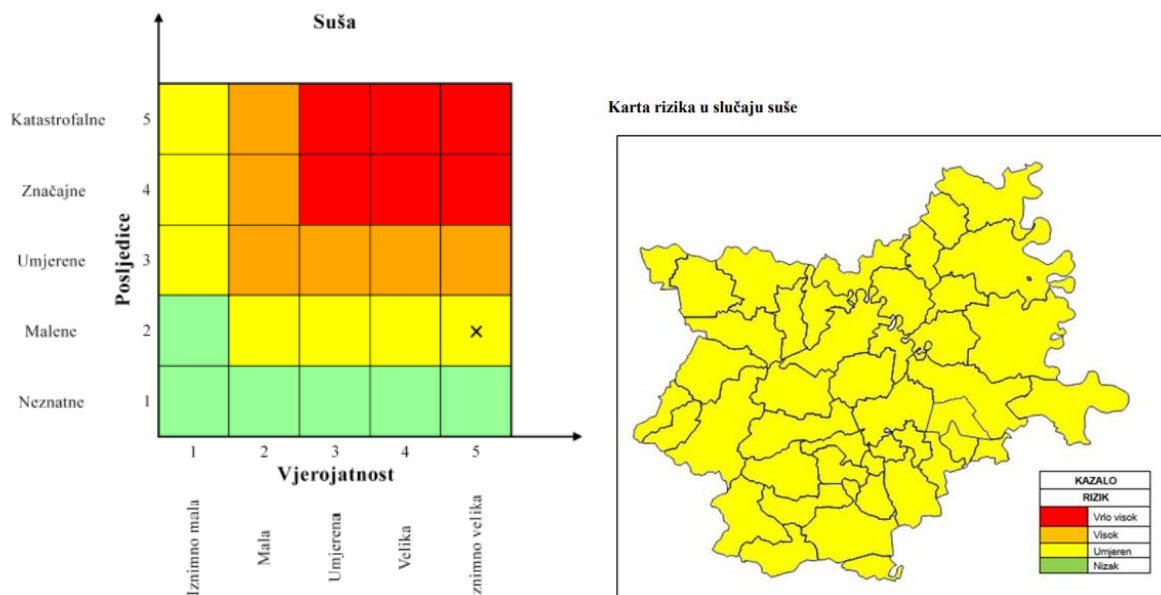 Suša
Katastrofalne 5
Značajne 4
Umjerene 3
Malene 2
Neznatne 1
Posljedice
1 2 3 4 5
Vjerojatnost
Iznimno mala
Mala
Umjerena
Velika
znimno velika
Karta rizika u slučaju suše
KAZALO
RIZIK
Vrlo visok
Visok
Umjeren
Nizak